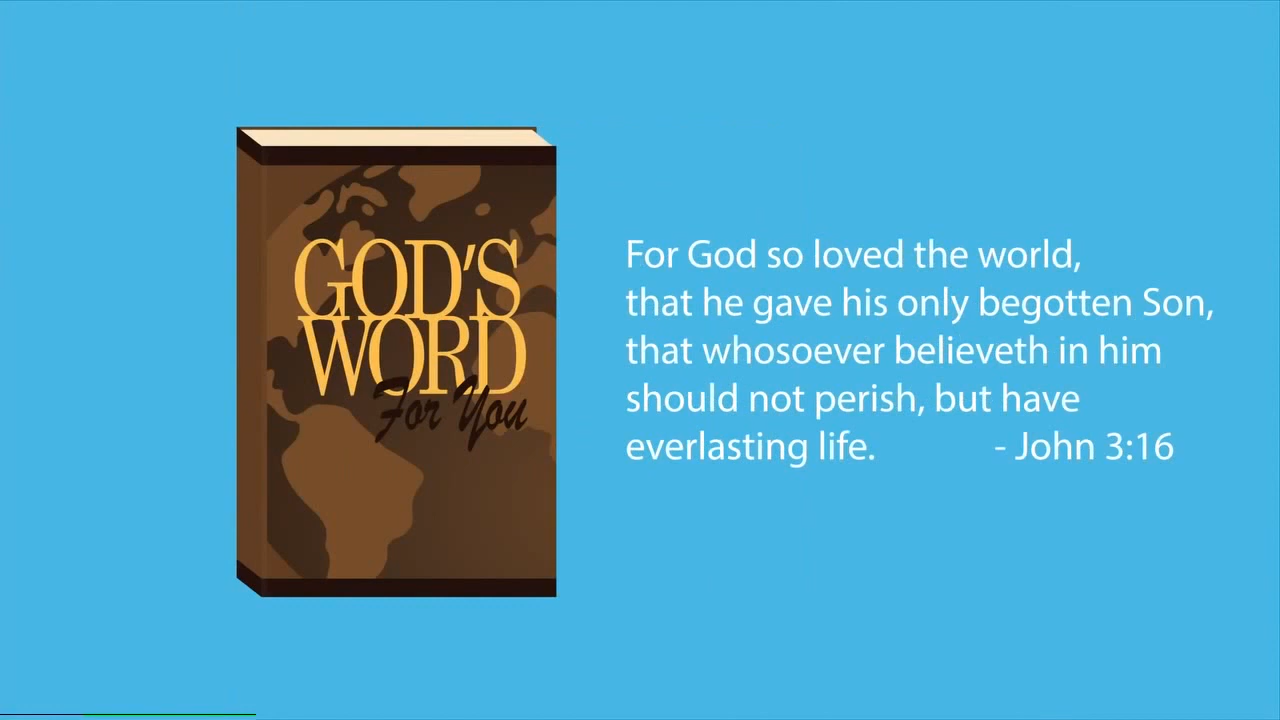 GOD'S
WORD
For You
For God so loved the world,
that he gave his only begotten Son,
that whosoever believeth in him
should not perish, but have
everlasting life. - John 3:16